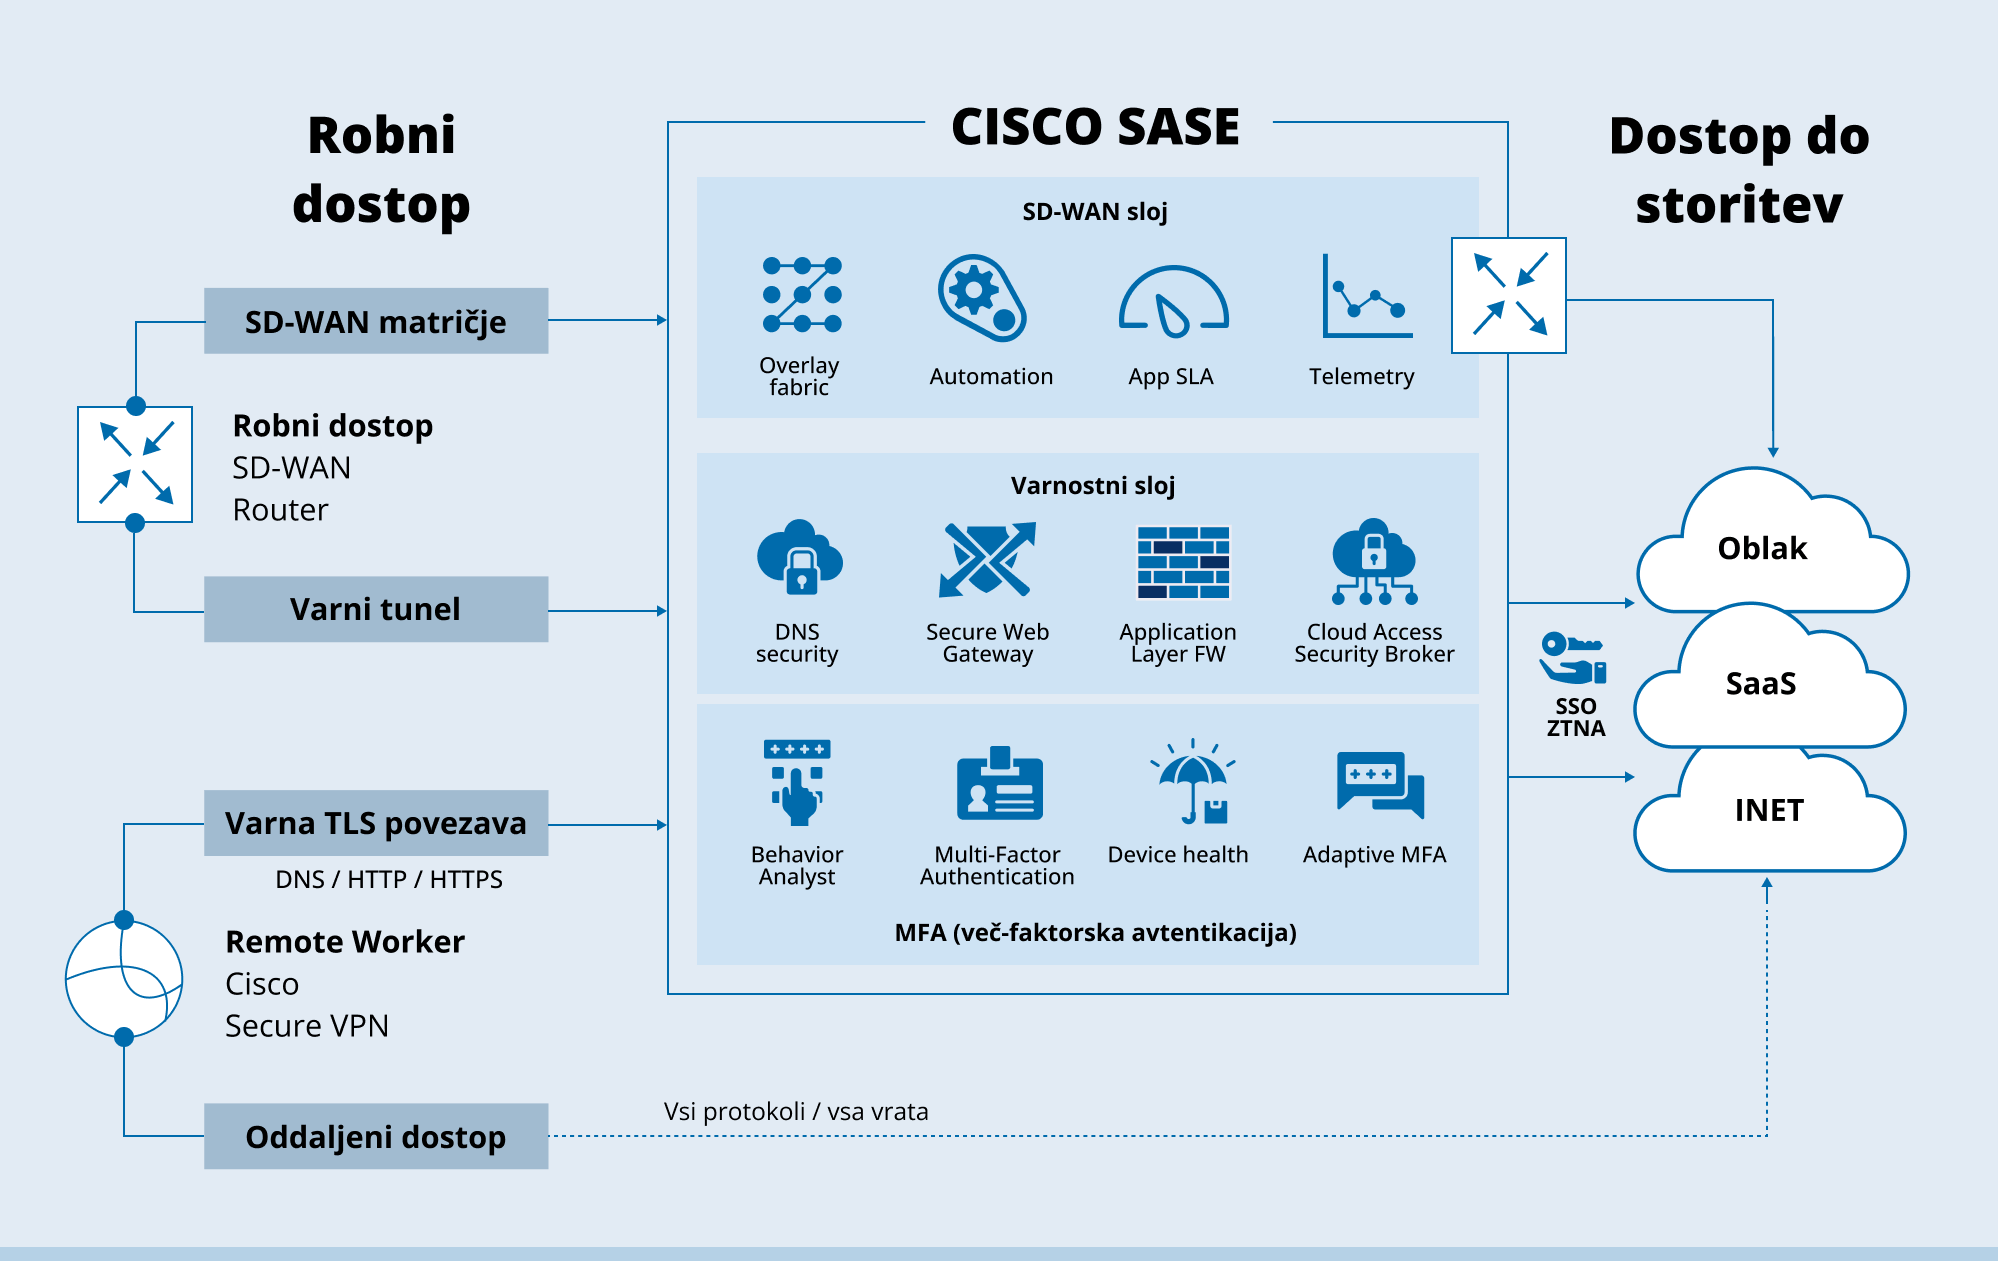 Robni
dostop
CISCO SASE
Dostop do
storitev
SD-WAN matričje
Robni dostop
SD-WAN
Router
Varni tunel
Varna TLS povezava
DNS / HTTP / HTTPS
Remote Worker
Cisco
Secure VPN
Oddaljeni dostop
SD-WAN sloj
Overlay
fabric
Automation
App SLA
Telemetry
Varnostni sloj
DNS
security
Secure Web
Gateway
Application
Layer FW
Cloud Access
Security Broker
Behavior
Analyst
Multi-Factor
Authentication
Device health
Adaptive MFA
MFA (več-faktorska avtentikacija)
Vsi protokoli / vsa vrata
SSO
ZTNA
Oblak
SaaS
INET